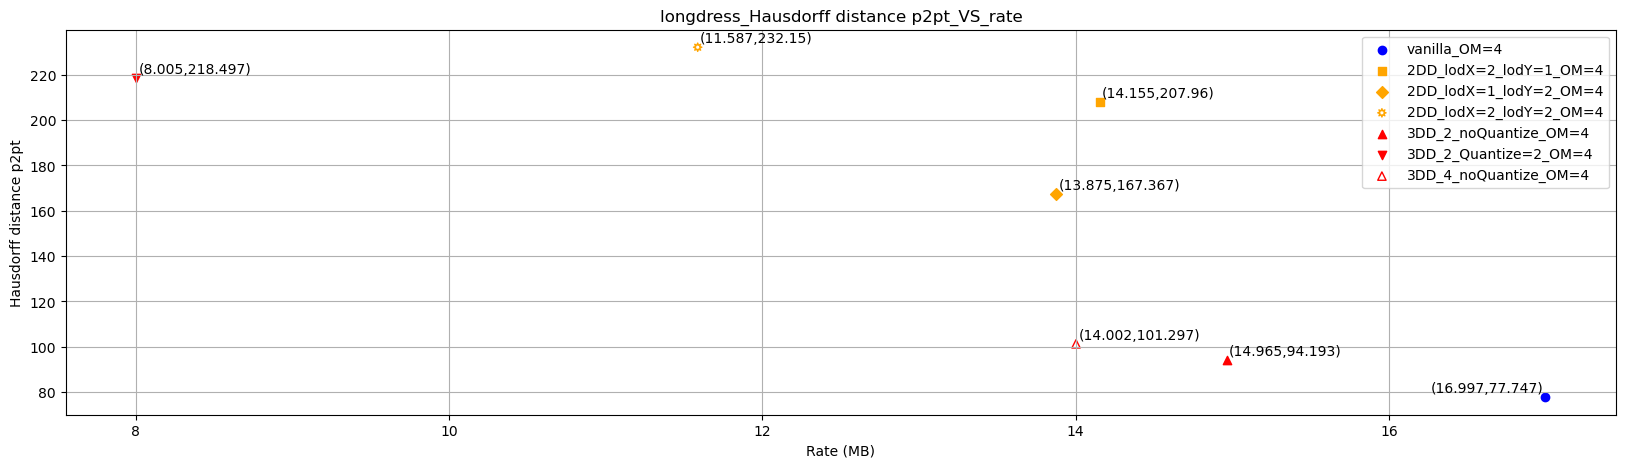 longdress_Hausdorff distance p2pt_VS_rate
(11.587,232.15)
(8.005,218.497)
(14.155,207.96)
(13.875,167.367)
(14.002,101.297)
(14.965,94.193)
(16.997,77.747)
vanilla_OM=4
2DD_lodX=2_lodY=1_OM=4
2DD_lodX=1_lodY=2_OM=4
2DD_lodX=2_lodY=2_OM=4
3DD_2_noQuantize_OM=4
3DD_2_Quantize=2_OM=4
3DD_4_noQuantize_OM=4
Hausdorff distance p2pt
220
200
180
160
140
120
100
80
8
10
12
14
16
Rate (MB)